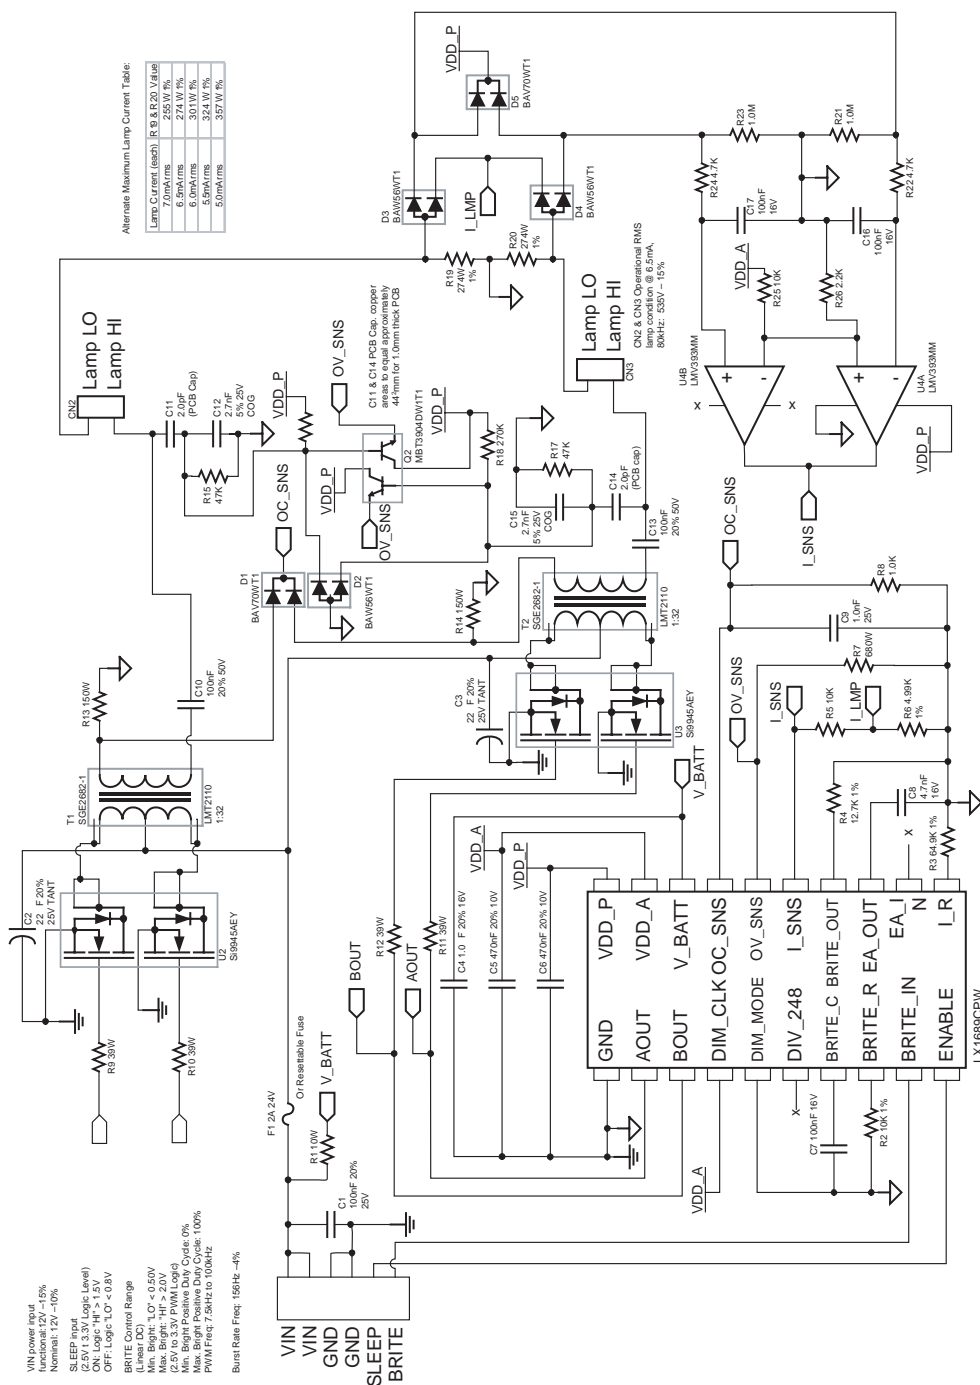 VIN power input
functional:12V –15%
Nominal: 12V –10%
SLEEP input
(2.5V to 3.3V Logic Level)
ON: Logic "HI" > 1.5V
OFF: Logic "LO" < 0.8V
BRITE Control Range
(Linear DC)
Min. Bright: "LO" < 0.50V
Max. Bright: "HI" > 2.0V
(2.5V to 3.3V PWM Logic)
Min. Bright Positive Duty Cycle: 0%
Max. Bright Positive Duty Cycle: 100%
PWM Freq: 7.5kHz to 100kHz
Burst Rate Freq: 156Hz –4%
VIN
VIN
GND
GND
SLEEP
BRITE
C1
100nF 20%
25V
R1 10W
V_BATT
F1 2A 24V
Or Resettable Fuse
R9 39W
R10 39W
C2
22 F 20%
25V TANT
U2
Si9945AEY
T1
SGE2682-1
LMT2110
1:32
R13 150W
C10
100nF
20% 50V
BOUT
AOUT
R12 39W
R11 39W
C4 1.0 F 20% 16V
C5 470nF 20% 10V
C6 470nF 20% 10V
VDD_A
VDD_P
V_BATT
C3
22 F 20%
25V TANT
U3
Si9945AEY
T2
SGE2682-1
LMT2110
1:32
R14 150W
D1
BAV70WT1
D2
BAW56WT1
OC_SNS
OV_SNS
VDD_P
Q2
MBT3904DW1T1
OV_SNS
VDD_P
VDD_P
R18 270K
R15
47K
C11
2.0pF
(PCB Cap)
C12
2.7nF
5% 25V
COG
CN2
Lamp LO
Lamp HI
C11 & C14 PCB Cap. copper
areas to equal approximately
44²mm for 1.0mm thick PCB
C15
2.7nF
5% 25V
COG
R17
47K
C14
2.0pF
(PCB cap)
C13
100nF
20% 50V
CN3
Lamp LO
Lamp HI
CN2 & CN3 Operational RMS
lamp condition @ 6.5mA,
80kHz: 535V – 15%
Alternate Maximum Lamp Current Table:
Lamp Current (each) R19 & R20 Value
7.0mArms 255 W 1%
6.5mArms 274 W 1%
6.0mArms 301 W 1%
5.5mArms 324 W 1%
5.0mArms 357 W 1%
D3
BAW56WT1
I_LMP
D4
BAW56WT1
D5
BAV70WT1
VDD_P
R19
274W
1%
R20
274W
1%
R23
1.0M
R21
1.0M
R24 4.7K
R22 4.7K
C17
100nF
16V
C16
100nF
16V
VDD_A
R25 10K
R26 2.2K
U4B
LMV393MM
+
-
x
x
+
-
U4A
LMV393MM
VDD_P
I_SNS
OC_SNS
R8
1.0K
C9
1.0nF
25V
OV_SNS
R7
680W
I_SNS
R5 10K
I_LMP
R6 4.99K
1%
R4
12.7K 1%
C8
4.7nF
16V
x
R3 64.9K 1%
GND VDD_P
AOUT VDD_A
BOUT V_BATT
DIM_CLK OC_SNS
DIM_MODE OV_SNS
DIV_248 I_SNS
BRITE_C BRITE_OUT
BRITE_R EA_OUT
BRITE_IN EA_I
N
ENABLE I_R
LX1689CPW
VDD_A
x
C7 100nF 16V
R2 10K 1%